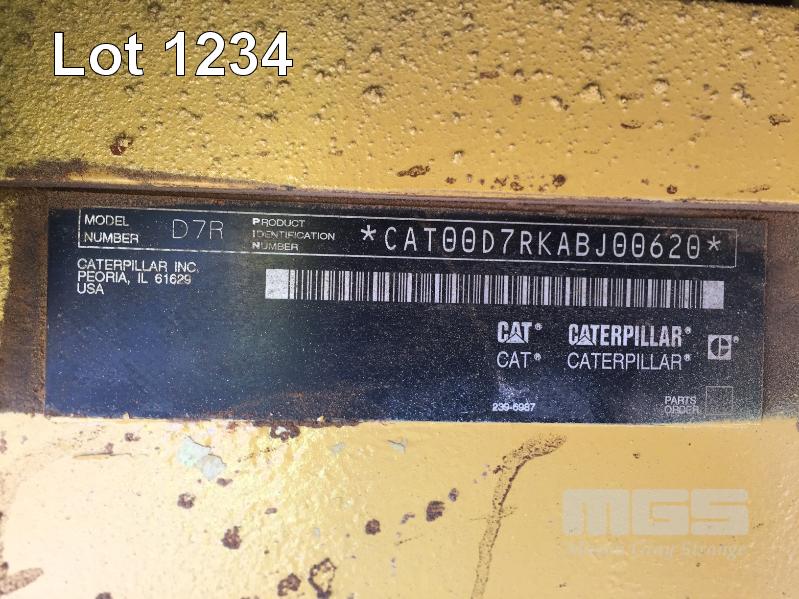 Lot 1234
MODEL NUMBER D7R PRODUCT IDENTIFICATION NUMBER *CAT00D7RKABJ00620*
CATERPILLAR INC.
PEORIA, IL 61629
USA
CAT® CATERPILLAR® C®
CAT® CATERPILLAR®
239-6987
PARTS ORDER
MGS